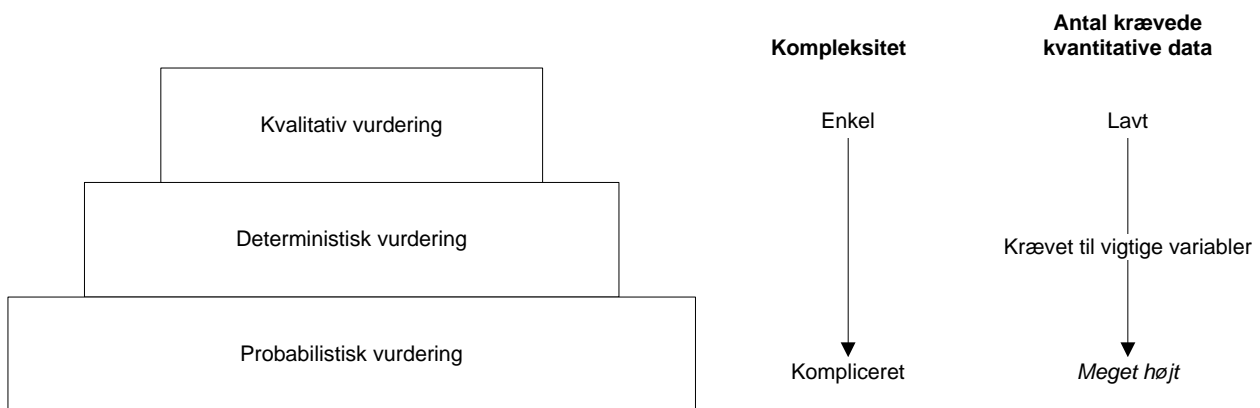 Kompleksitet
Antal krævede
kvantitative data
Kvalitativ vurdering
Enkel
Lavt
Deterministisk vurdering
Krævet til vigtige variabler
Probabilistisk vurdering
Kompliceret
Meget højt